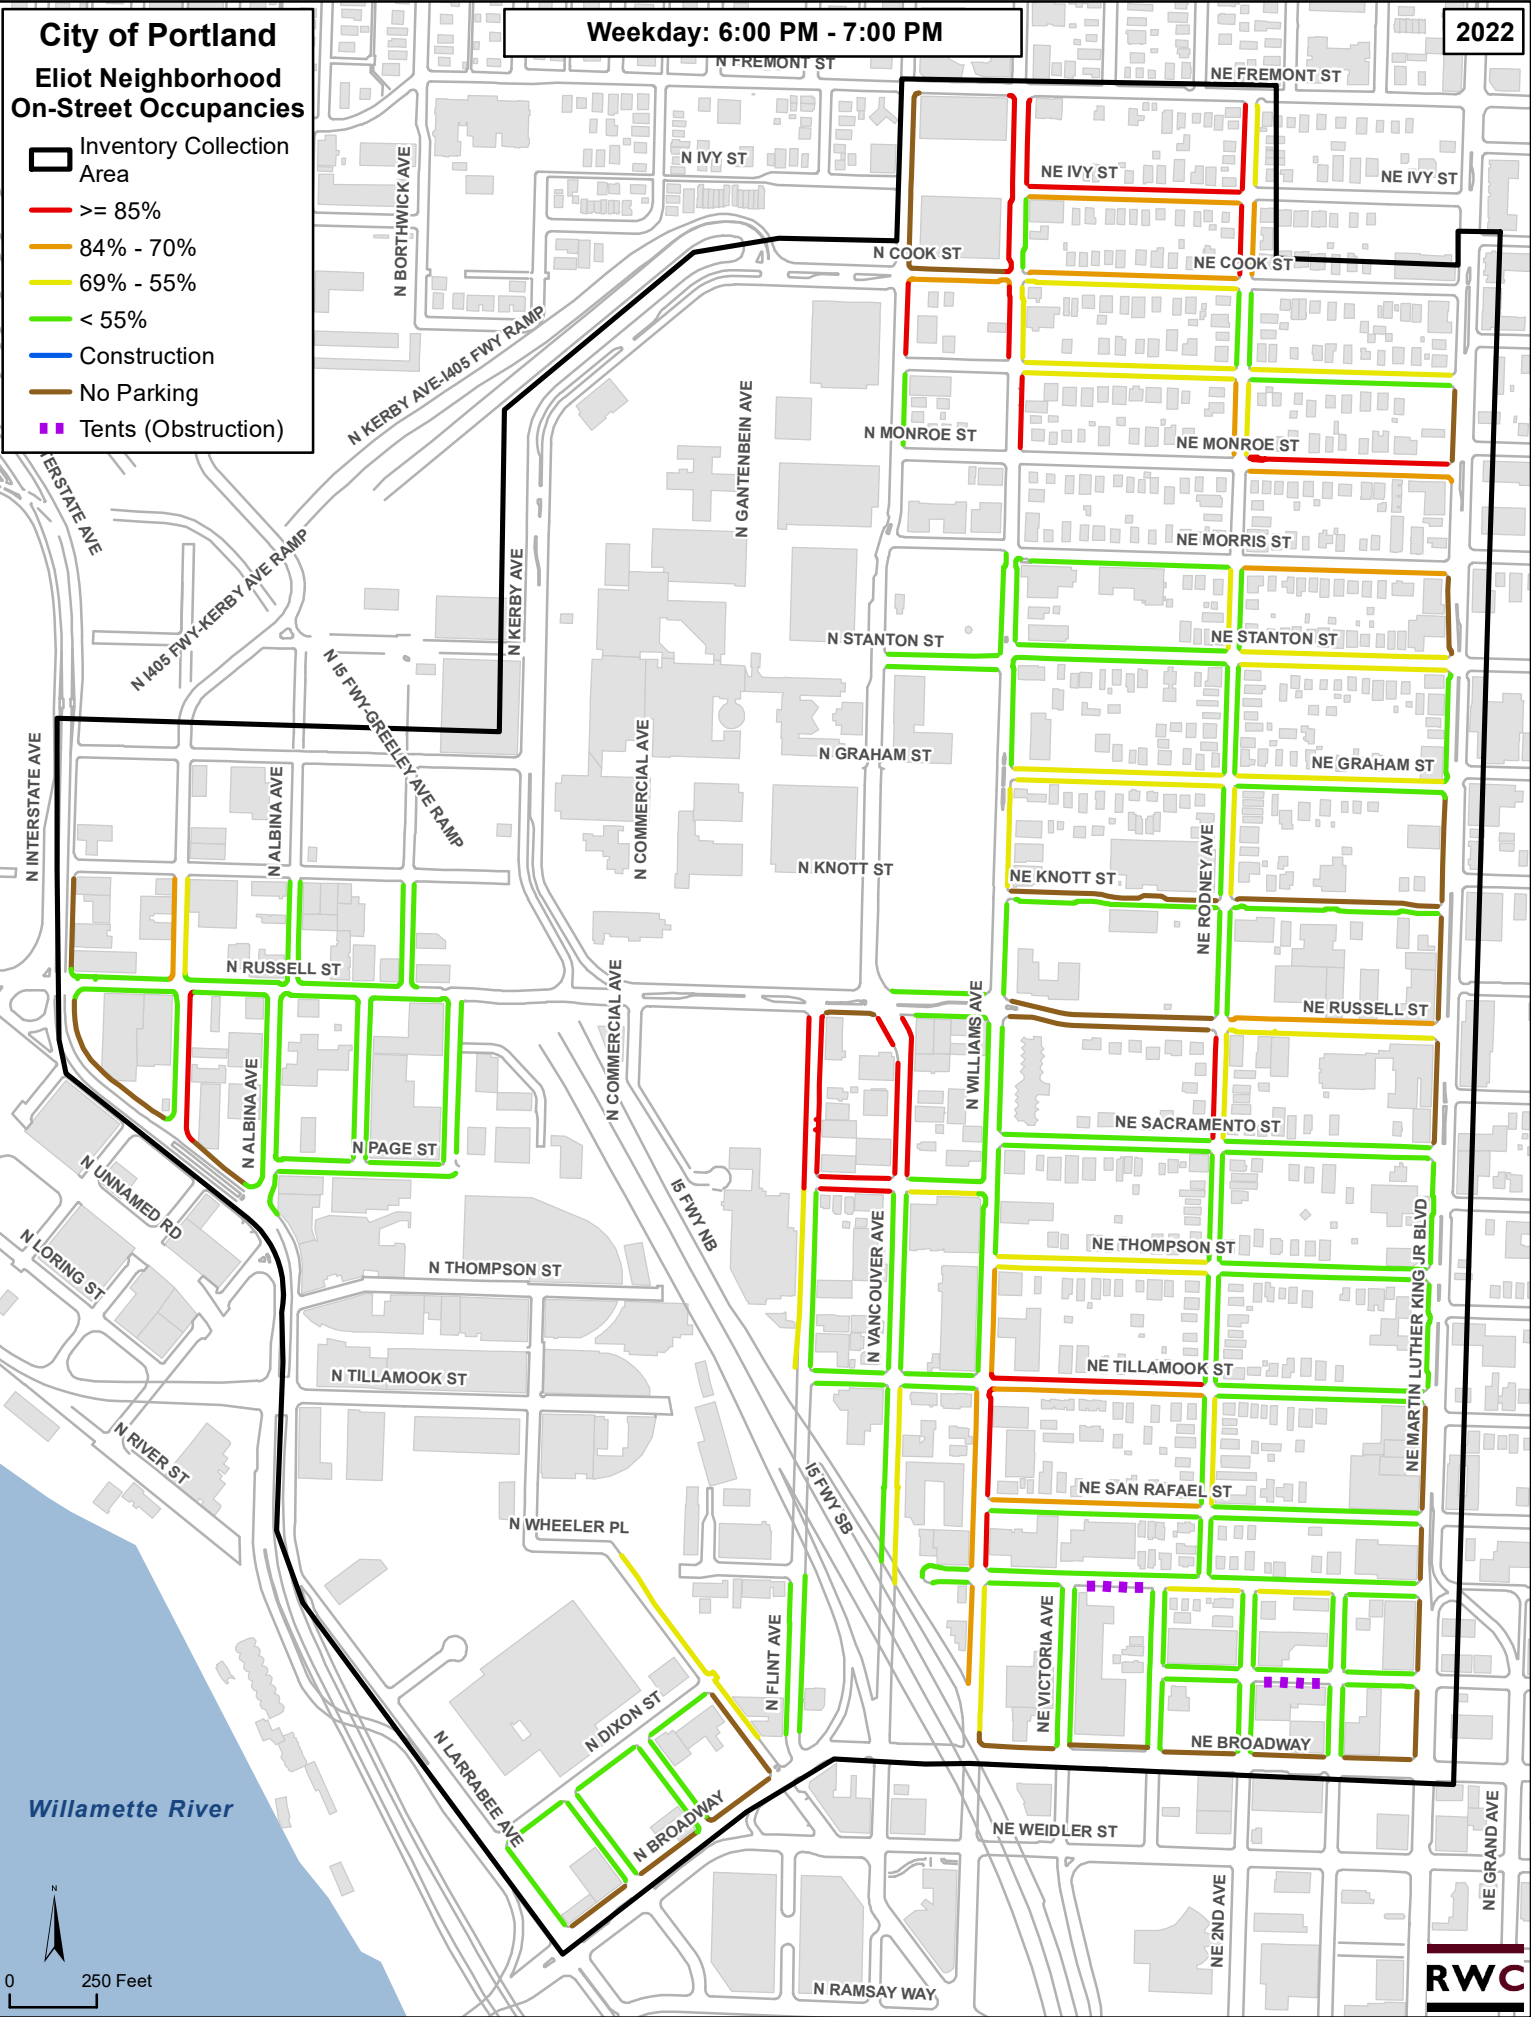 City of Portland
Eliot Neighborhood
On-Street Occupancies
Inventory Collection
Area
>= 85%
84% - 70%
69% - 55%
< 55%
Construction
No Parking
Tents (Obstruction)
Weekday: 6:00 PM - 7:00 PM
2022
N FREMONT ST
NE FREMONT ST
N IVY ST
NE IVY ST
NE IVY ST
N BORTHWICK AVE
N COOK ST
NE COOK ST
N KERBY AVE-I405 FWY RAMP
N GANTENBEIN AVE
N MONROE ST
NE MONROE ST
TERSTATE AVE
NE MORRIS ST
N I405 FWY-KERBY AVE RAMP
N KERBY AVE
N STANTON ST
NE STANTON ST
N I5 FWY-GREELEY AVE RAMP
N INTERSTATE AVE
N ALBINA AVE
N COMMERCIAL AVE
N GRAHAM ST
NE GRAHAM ST
N KNOTT ST
NE KNOTT ST
NE RODNEY AVE
N RUSSELL ST
NE RUSSELL ST
N COMMERCIAL AVE
N WILLIAMS AVE
N ALBINA AVE
N PAGE ST
NE SACRAMENTO ST
N UNNAMED RD
N LORING ST
I5 FWY NB
N VANCOUVER AVE
NE THOMPSON ST
N THOMPSON ST
NE MARTIN LUTHER KING JR BLVD
N TILLAMOOK ST
NE TILLAMOOK ST
N RIVER ST
I5 FWY SB
NE SAN RAFAEL ST
N WHEELER PL
N FLINT AVE
NE VICTORIA AVE
N DIXON ST
N LARRABEE AVE
N BROADWAY
NE BROADWAY
Willamette River
NE WEIDLER ST
NE GRAND AVE
NE 2ND AVE
N RAMSAY WAY
N
0 250 Feet
RWC